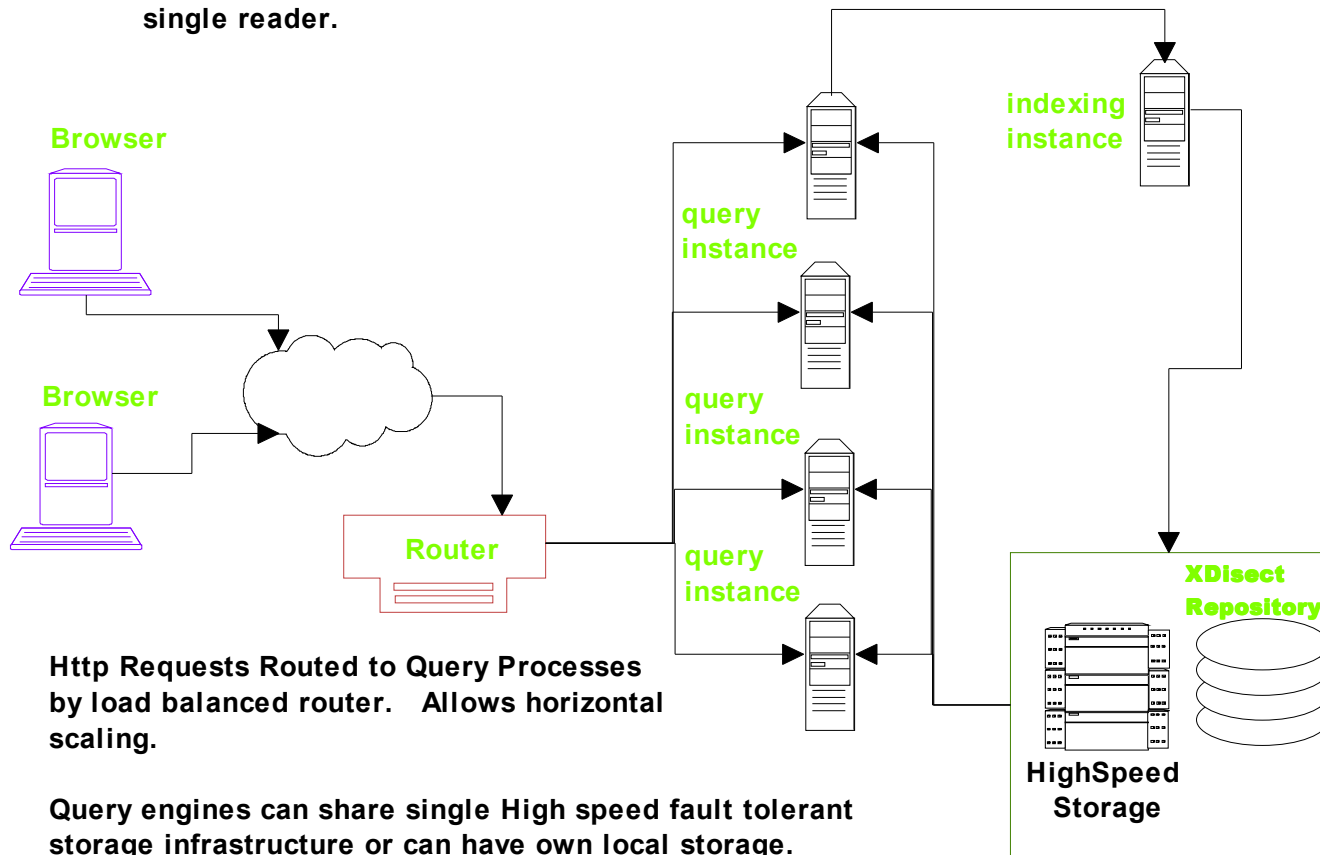 single reader.
indexing
instance
Browser
query
instance
Browser
query
instance
Router
query
instance
XDisect
Repository
Http Requests Routed to Query Processes
by load balanced router. Allows horizontal
scaling.
HighSpeed
Storage
Query engines can share single High speed fault tolerant
storage infrastructure or can have own local storage.